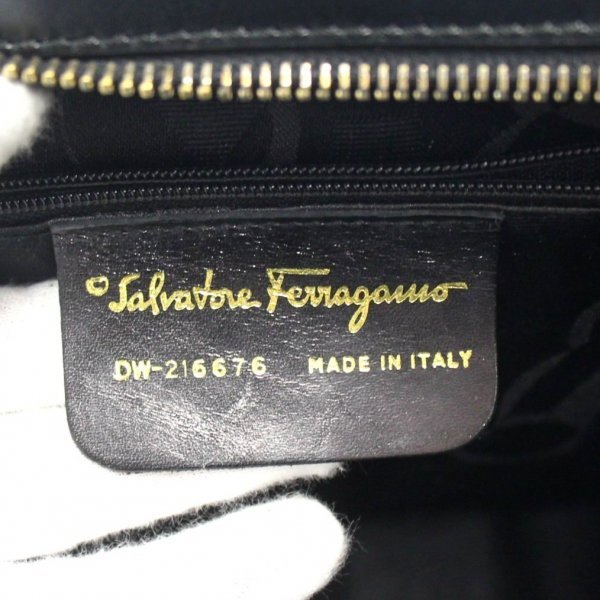 © Salvatore Ferragamo
DW-216676 MADE IN ITALY